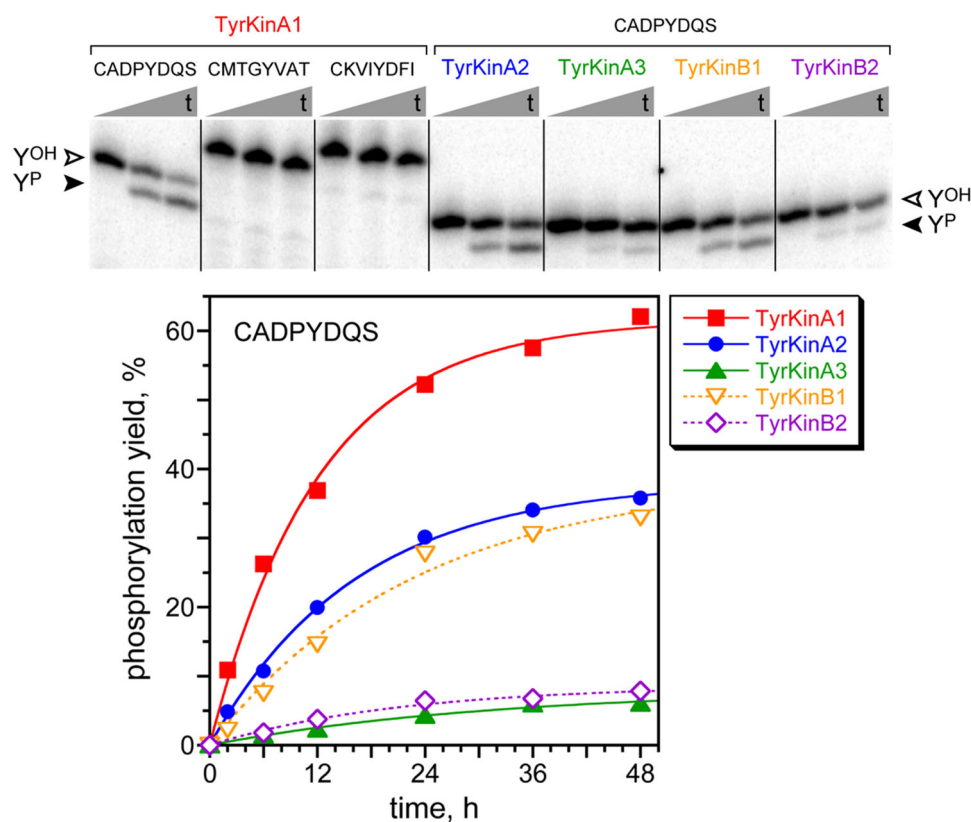 TyrKinA1 CADPYDQS
CADPYDQS CMTGYVAT CKVIYDFI TyrKinA2 TyrKinA3 TyrKinB1 TyrKinB2
t t t t t t t
Y^OH
Y^P
Y^OH
Y^P
CADPYDQS
TyrKinA1
TyrKinA2
TyrKinA3
TyrKinB1
TyrKinB2
phosphorylation yield, %
60
40
20
0
0 12 24 36 48
time, h